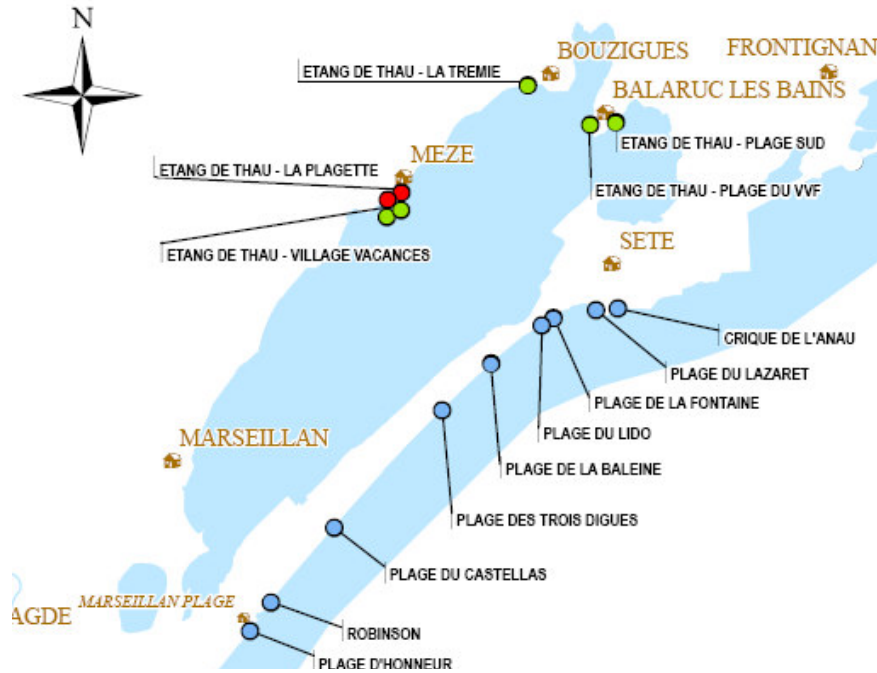 N
BOUZIGUES
FRONTIGNAN
ETANG DE THAU - LA TREMIE
BALARUC LES BAINS
ETANG DE THAU - PLAGE SUD
MEZE
ETANG DE THAU - LA PLAGETTE
ETANG DE THAU - PLAGE DU VVF
SETE
ETANG DE THAU - VILLAGE VACANCES
CRIQUE DE L'ANAU
PLAGE DU LAZARET
PLAGE DE LA FONTAINE
PLAGE DU LIDO
MARSEILLAN
PLAGE DE LA BALEINE
PLAGE DES TROIS DIGUES
PLAGE DU CASTELLAS
MARSEILLAN PLAGE
AGDE
ROBINSON
PLAGE D'HONNEUR